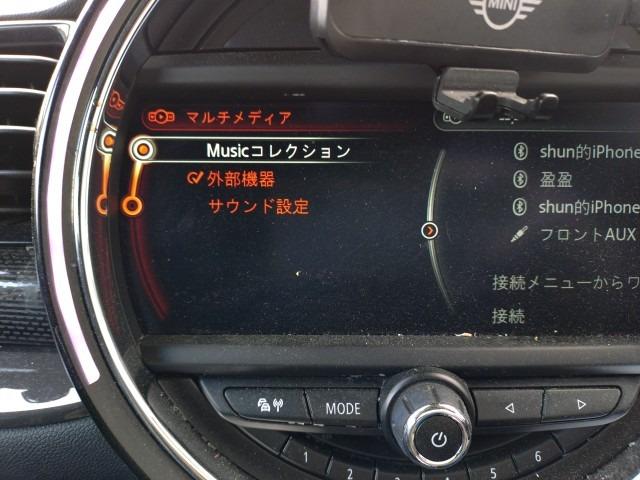 MINI
マルチメディア
Musicコレクション
外部機器
サウンド設定
shun的iPhone
盈盈
shun的iPhone
フロントAUX
接続メニューからワ
接続
MODE
1
2
5
6